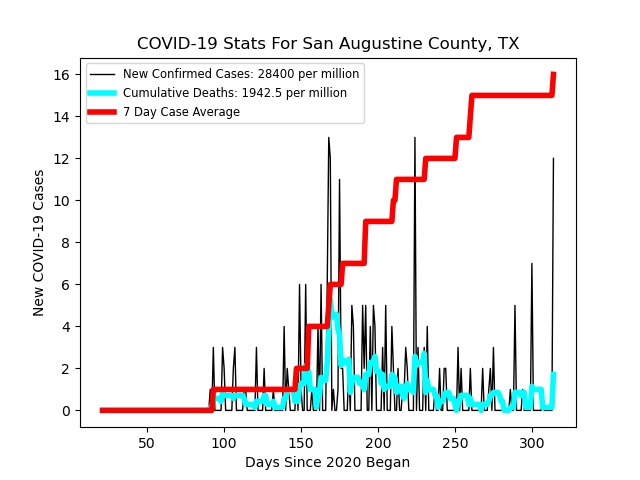 COVID-19 Stats For San Augustine County, TX
New Confirmed Cases: 28400 per million
Cumulative Deaths: 1942.5 per million
7 Day Case Average
New COVID-19 Cases
16
14
12
10
8
6
4
2
0
50 100 150 200 250 300
Days Since 2020 Began